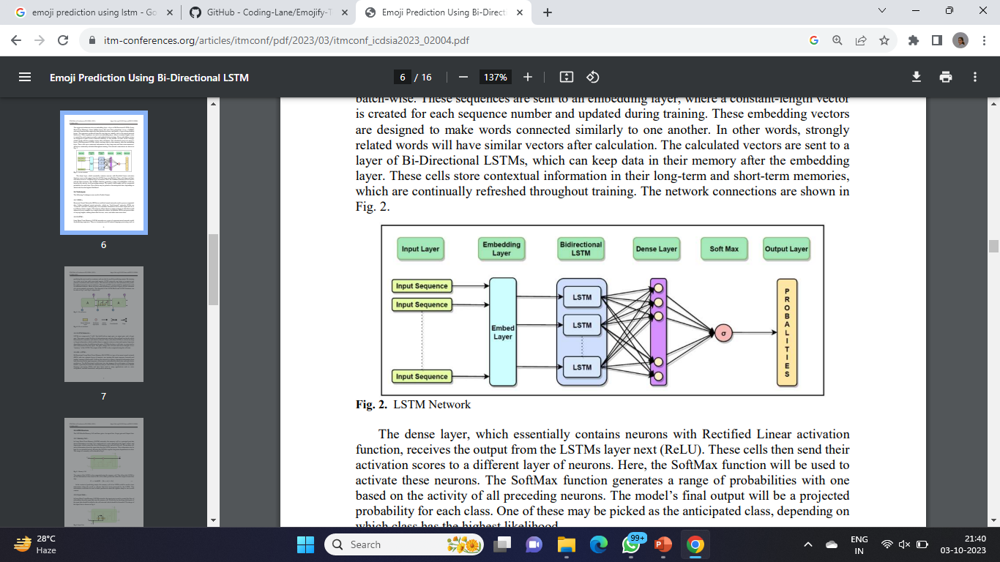 emoji prediction using lstm - Go
GitHub - Coding-Lane/Emojify-T
Emoji Prediction Using Bi-Direct
itm-conferences.org/articles/itmconf/pdf/2023/03/itmconf_icdsia2023_02004.pdf
Emoji Prediction Using Bi-Directional LSTM
6 / 16
137%
6
7
batch-wise. These sequences are sent to an embedding layer, where a constant-length vector
is created for each sequence number and updated during training. These embedding vectors
are designed to make words connected sinilarly to one another. In other words, strongly
related words will have similar vectors after calculation. The calculated vectors are sent to a
layer of Bi-Directional LSTMs, which can keep data in their memory after the embedding
layer. These cells store contextual information in their long-term and short-term memories,
which are continually refreshed throughout training. The network connections are shown in
Fig. 2.
Input Layer
Embedding Layer
Bidirectional LSTM
Dense Layer
Soft Max
Output Layer
Input Sequence
Input Sequence
Input Sequence
Embed
Layer
LSTM
LSTM
LSTM
σ
PROBALITIES
Fig. 2. LSTM Network
The dense layer, which essentially contains neurons with Rectified Linear activation
function, receives the output from the LSTMS layer next (ReLU). These cells then send their
activation scores to a different layer of neurons. Here, the SoftMax function will be used to
activate these neurons. The SoftMax function generates a range of probabilities with one
based on the activity of all preceding neurons. The model's final output will be a projected
probability for each class. One of these may be picked as the anticipated class, depending on
which class has the highest likelihood.
28°C
Haze
Search
99+
ENG
IN
21:40
03-10-2023